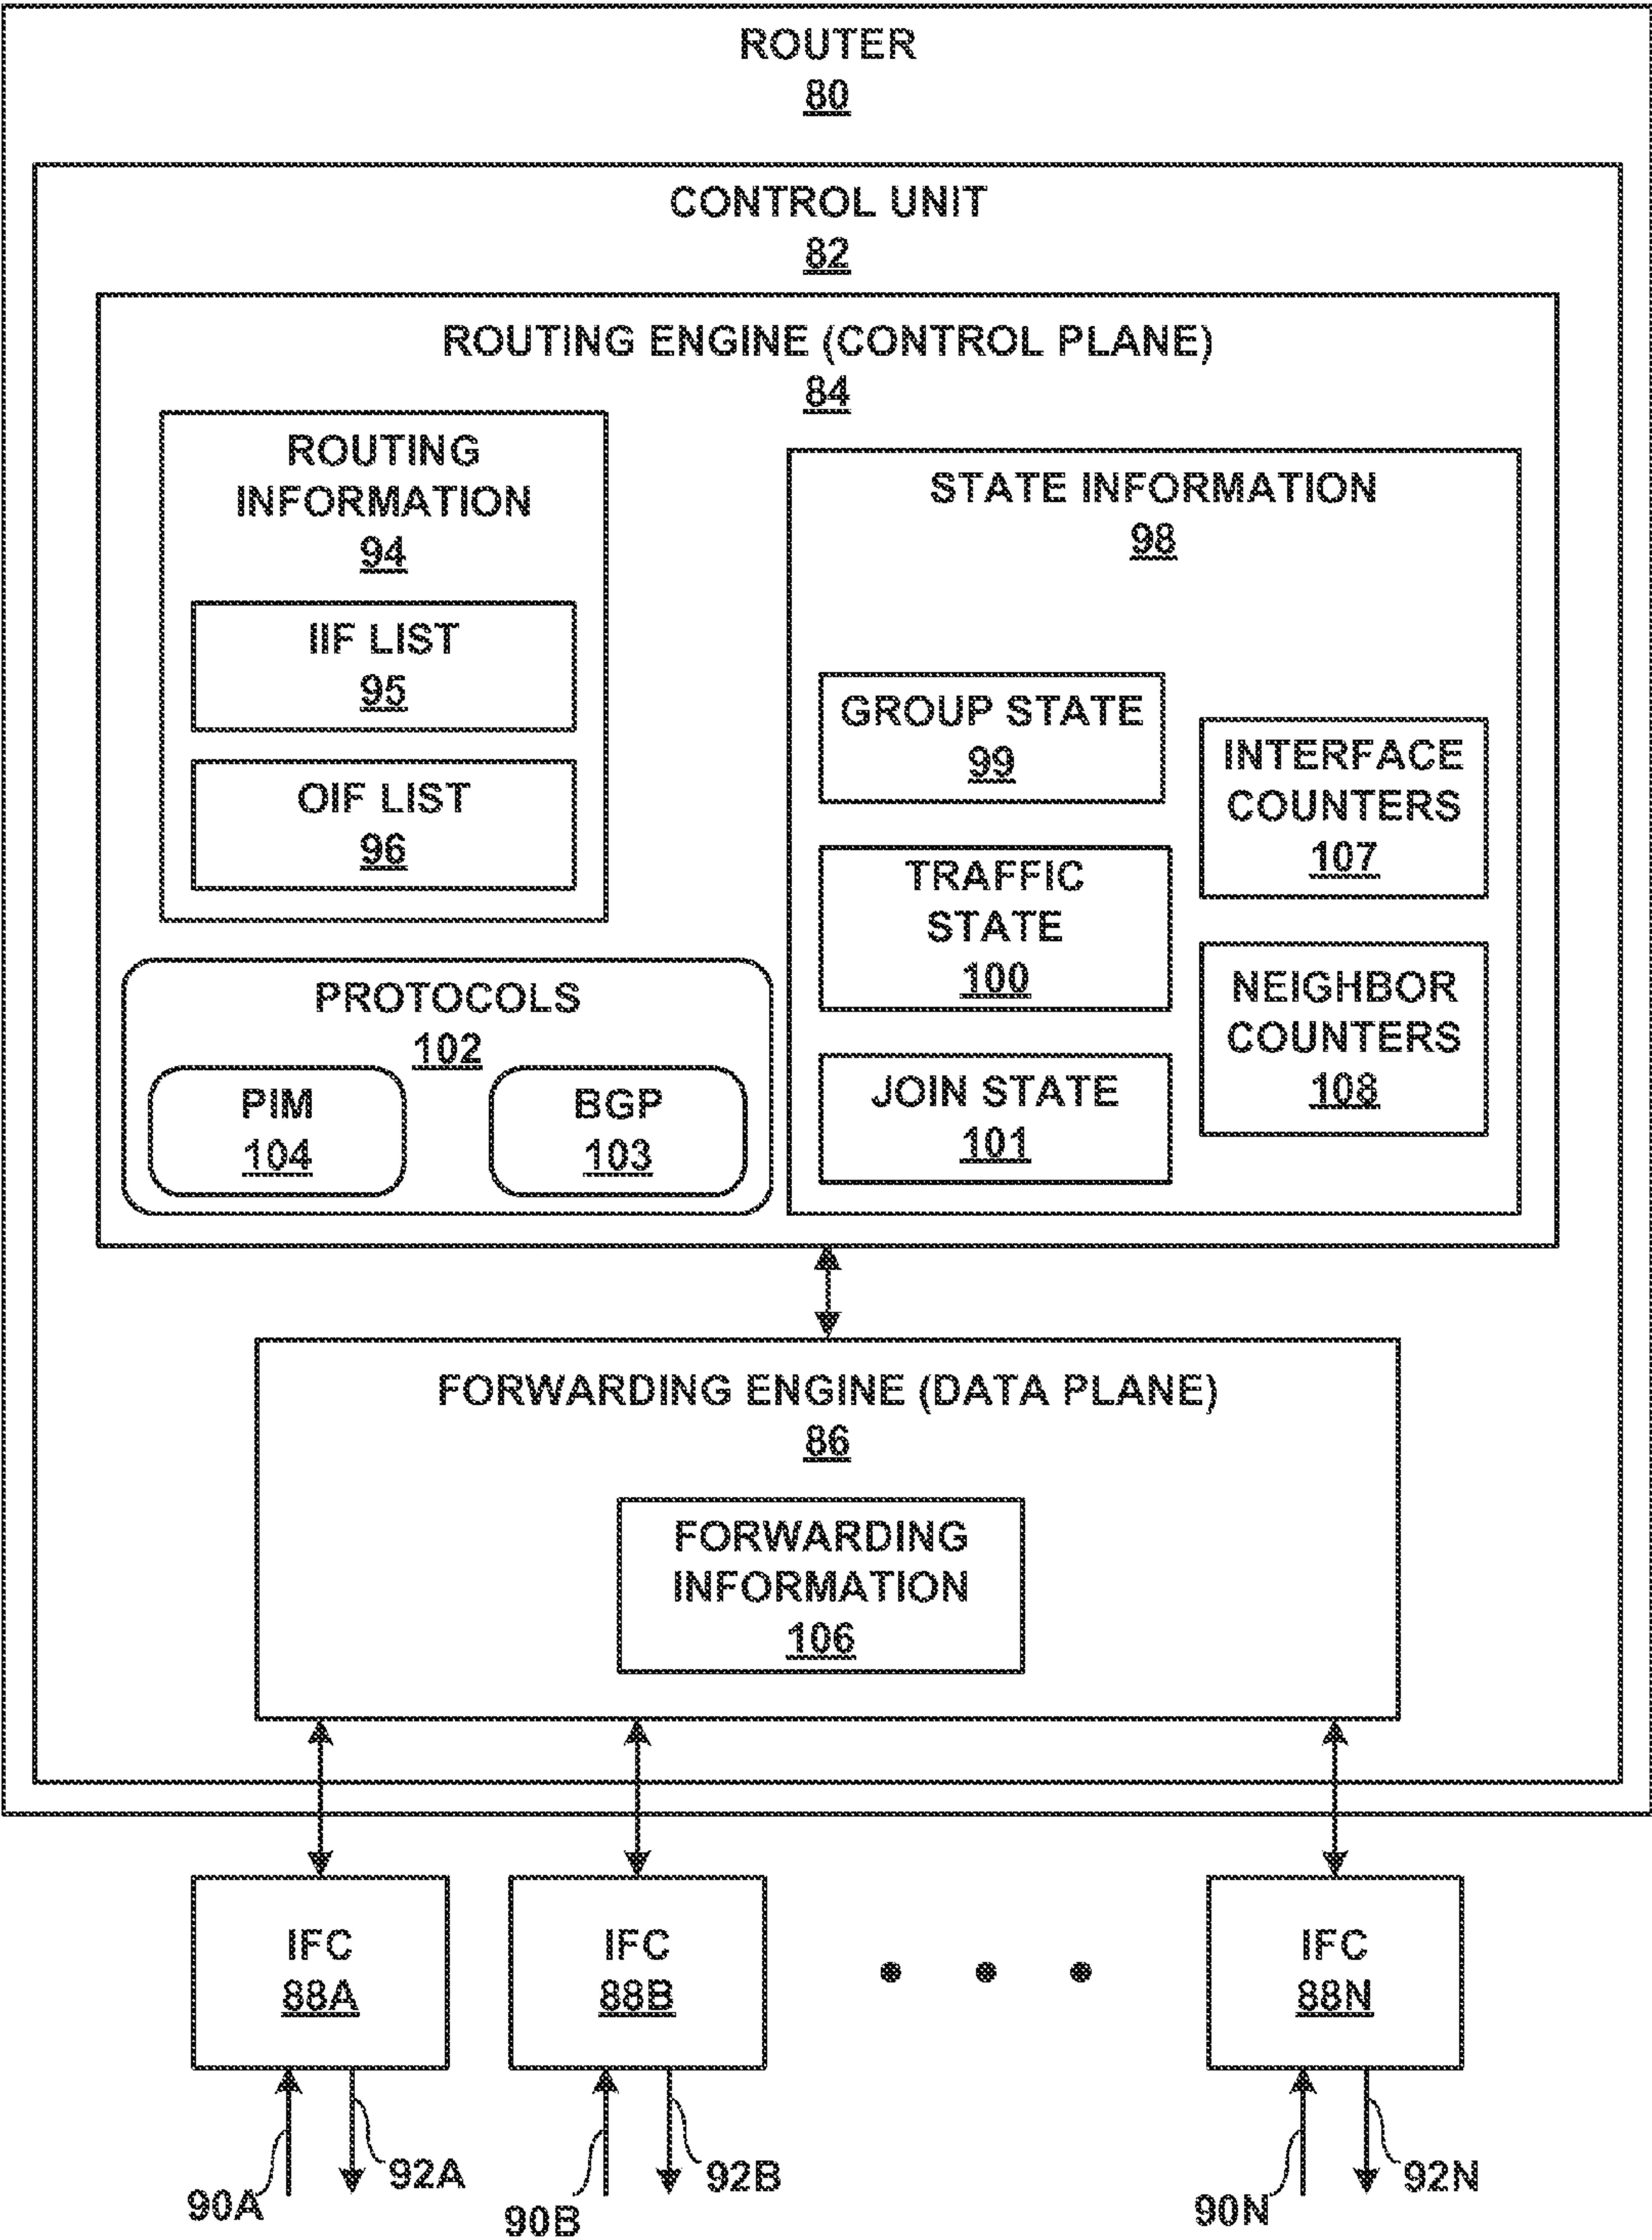 ROUTER
80
CONTROL UNIT
82
ROUTING ENGINE (CONTROL PLANE)
84
ROUTING
INFORMATION
94
IIF LIST
95
OIF LIST
96
PROTOCOLS
102
PIM
104
BGP
103
STATE INFORMATION
98
GROUP STATE
99
TRAFFIC
STATE
100
JOIN STATE
101
INTERFACE
COUNTERS
107
NEIGHBOR
COUNTERS
108
FORWARDING ENGINE (DATA PLANE)
86
FORWARDING
INFORMATION
106
IFC
88A
IFC
88B
IFC
88N
90A
92A
90B
92B
90N
92N